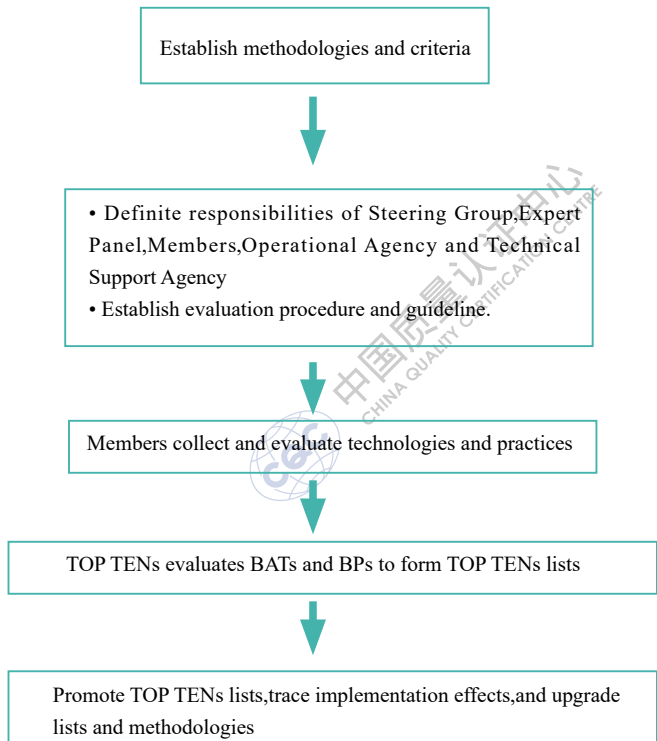 Establish methodologies and criteria
• Definite responsibilities of Steering Group,Expert
Panel,Members,Operational Agency and Technical
Support Agency
• Establish evaluation procedure and guideline.
中国质量认证中心
CHINA QUALITY CERTIFICATION CENTRE
Members collect and evaluate technologies and practices
CQC
TOP TENs evaluates BATs and BPs to form TOP TENs lists
Promote TOP TENs lists,trace implementation effects,and upgrade
lists and methodologies